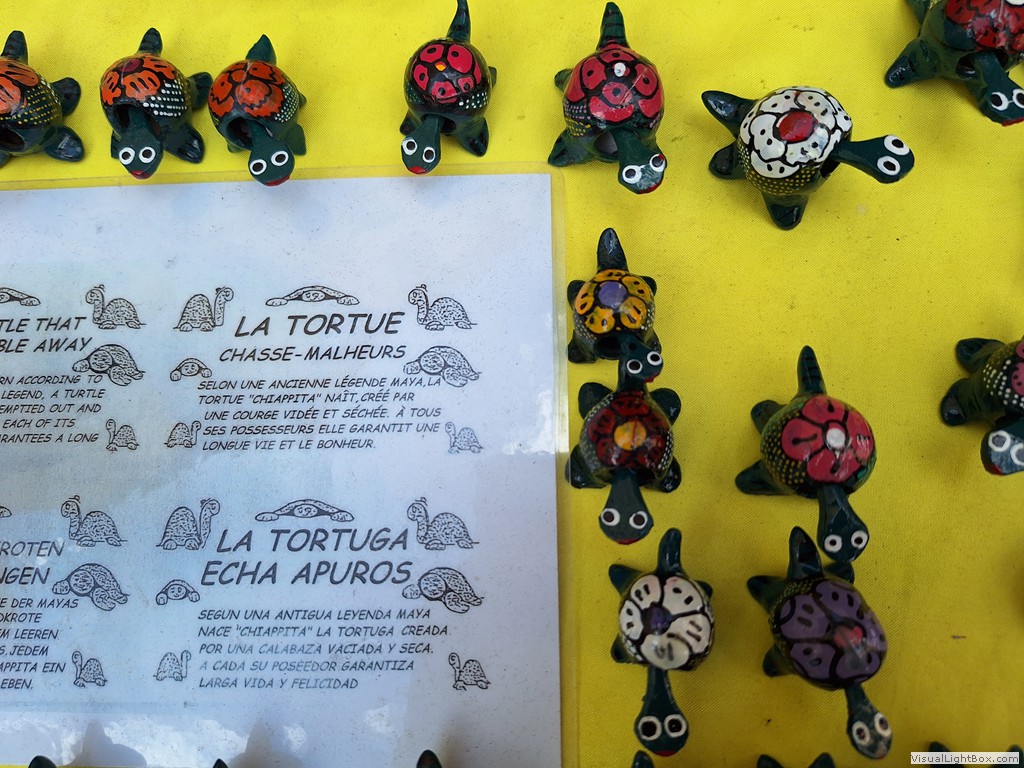 TLE THAT
BLE AWAY
RN ACCORDING TO
LEGEND, A TURTLE
EMPTIED OUT AND
EACH OF ITS
ARANTEES A LONG
LA TORTUE
CHASSE-MALHEURS
SELON UNE ANCIENNE LÉGENDE MAYA,LA
TORTUE "CHIAPPITA" NAÎT,CRÉÉ PAR
UNE COURGE VIDÉE ET SÉCHÉE. À TOUS
SES POSSESSEURS ELLE GARANTIT UNE
LONGUE VIE ET LE BONHEUR.
KROTEN
NGEN
E DER MAYAS
DKROTE
M LEEREN
S.JEDEM
APPITA EIN
EBEN.
LA TORTUGA
ECHA APUROS
SEGUN UNA ANTIGUA LEYENDA MAYA
NACE "CHIAPPITA" LA TORTUGA CREADA
POR UNA CALABAZA VACIADA Y SECA.
A CADA SU POSEEDOR GARANTIZA
LARGA VIDA Y FELICIDAD
VisualLightBox.com